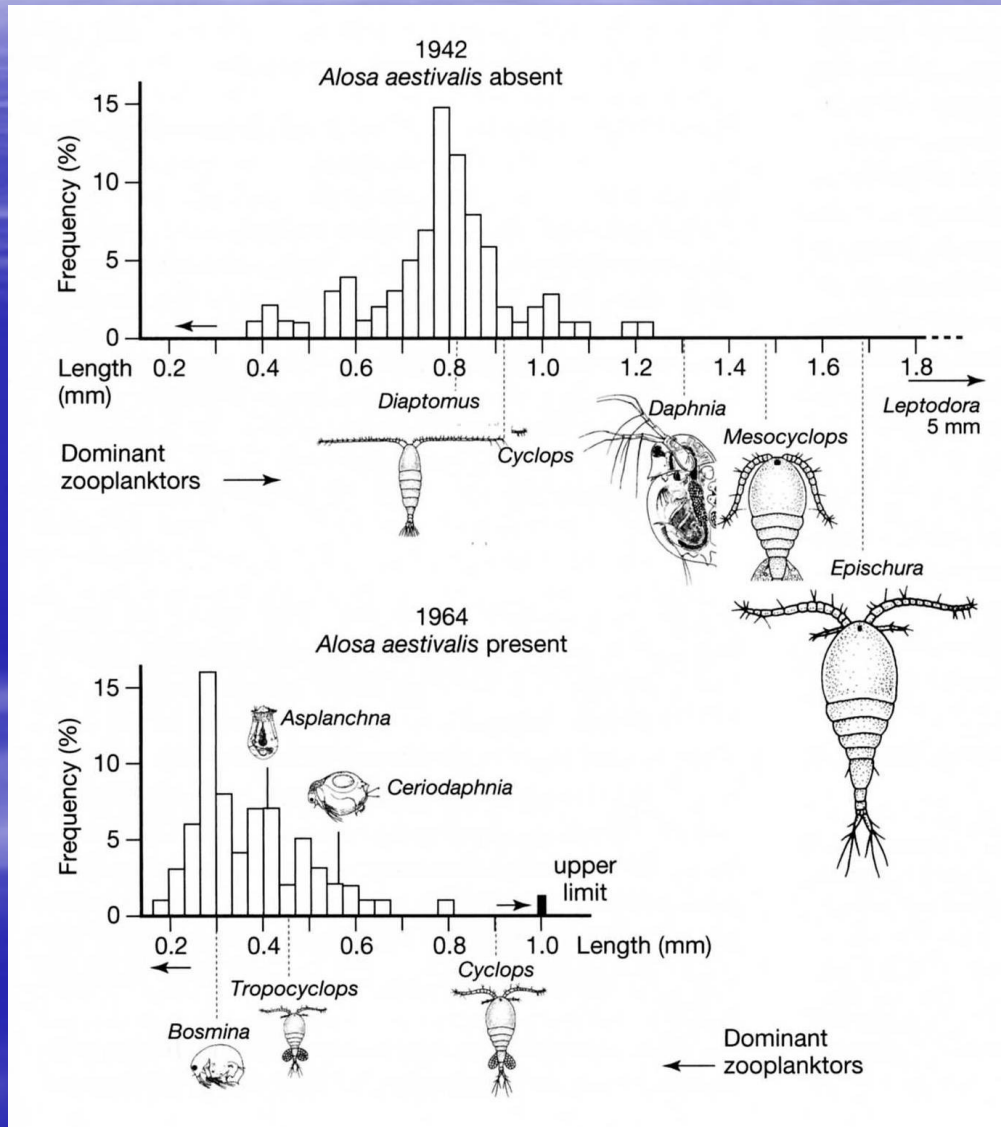 1942
Alosa aestivalis absent
Frequency (%)
15
10
5
0
Length
(mm)
0.2 0.4 0.6 0.8 1.0 1.2 1.4 1.6 1.8
Leptodora
5 mm
Diaptomus
Cyclops
Daphnia
Mesocyclops
Epischura
Dominant
zooplanktors
1964
Alosa aestivalis present
Frequency (%)
15
10
5
0
Asplanchna
Ceriodaphnia
upper
limit
0.2 0.4 0.6 0.8 1.0 Length (mm)
Tropocyclops
Cyclops
Bosmina
Dominant
zooplanktors